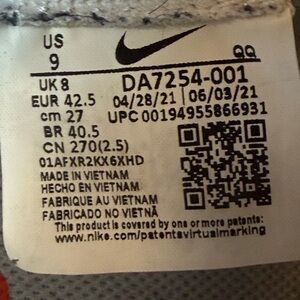 US
9
QQ
UK 8 DA7254-001
EUR 42.5 04/28/21 06/03/21
cm 27 UPC 00194955866931
BR 40.5
CN 270(2.5)
01AFXR2KX6XHD
MADE IN VIETNAM
HECHO EN VIETNAM
FABRIQUE AU VIETNAM
FABRICADO NO VIETNÃ
This product is covered by one or more patents:
www.nike.com/patentsvirtualmarking